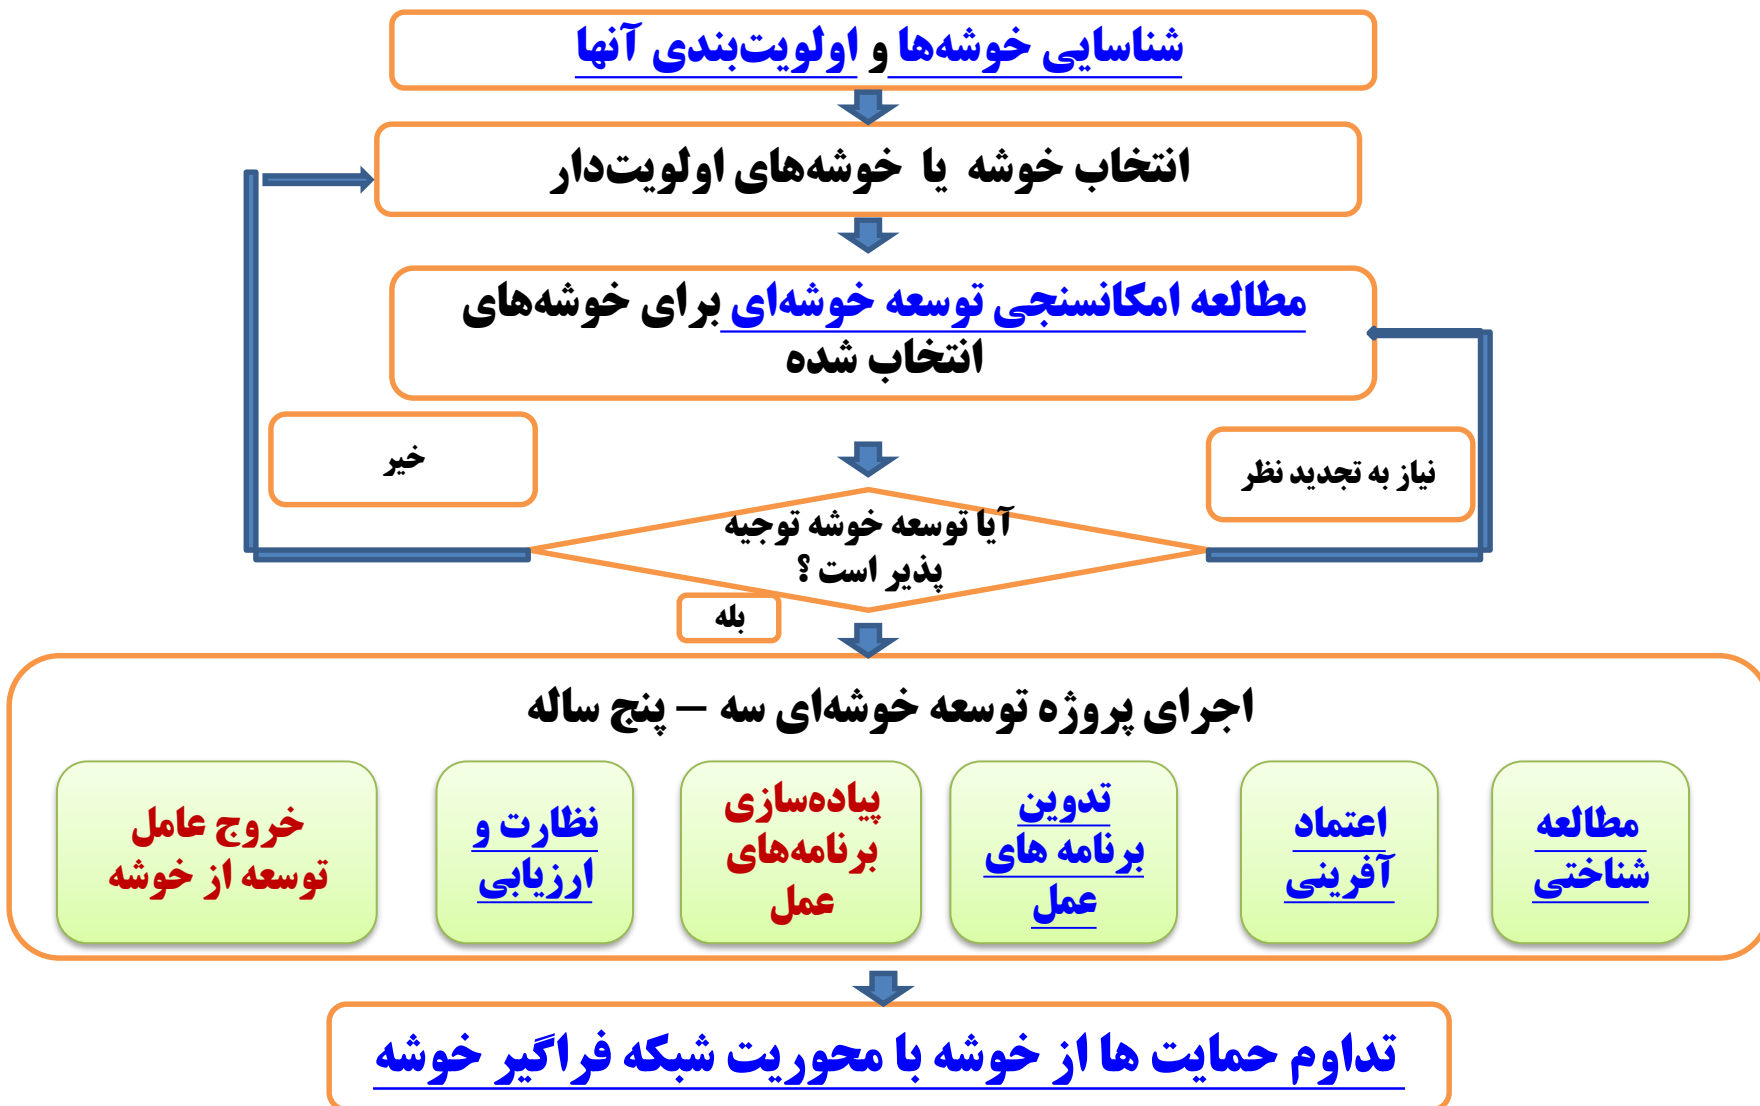 شناسایی خوشه‌ها و اولویت‌بندی آنها
انتخاب خوشه یا خوشه‌های اولویت‌دار
مطالعه امکانسنجی توسعه خوشه‌ای برای خوشه‌های
انتخاب شده
نیاز به تجدید نظر
خیر
آیا توسعه خوشه توجیه
پذیر است ؟
بله
اجرای پروژه توسعه خوشه‌ای سه – پنج ساله
مطالعه
شناختی
اعتماد
آفرینی
تدوین
برنامه های
عمل
پیاده‌سازی
برنامه‌های
عمل
نظارت و
ارزیابی
خروج عامل
توسعه از خوشه
تداوم حمایت ها از خوشه با محوریت شبکه فراگیر خوشه